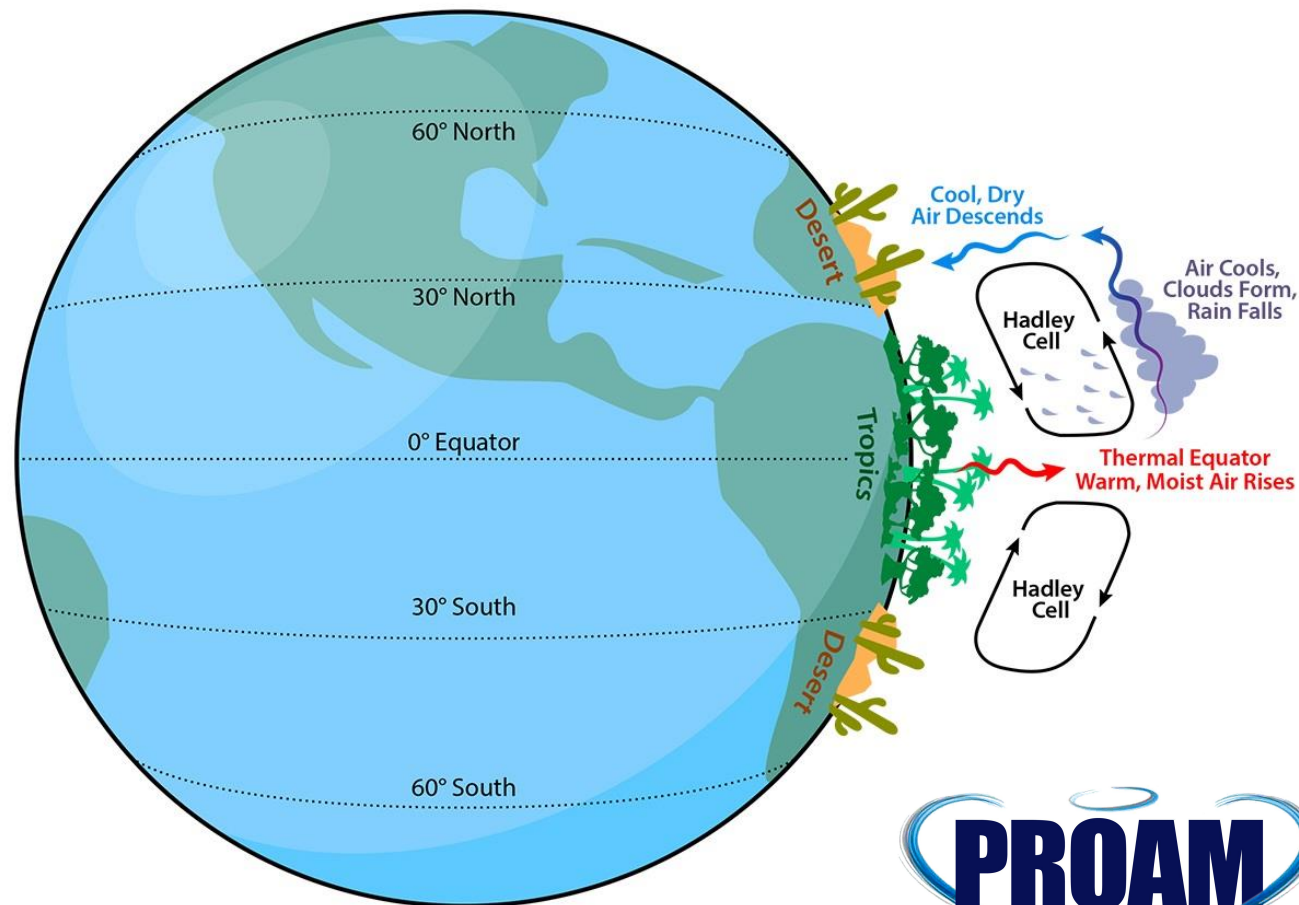 60° North
Desert
Cool, Dry
Air Descends
Air Cools,
Clouds Form,
Rain Falls
30° North
Hadley
Cell
0° Equator
Tropics
Thermal Equator
Warm, Moist Air Rises
30° South
Hadley
Cell
Desert
60° South
PROAM